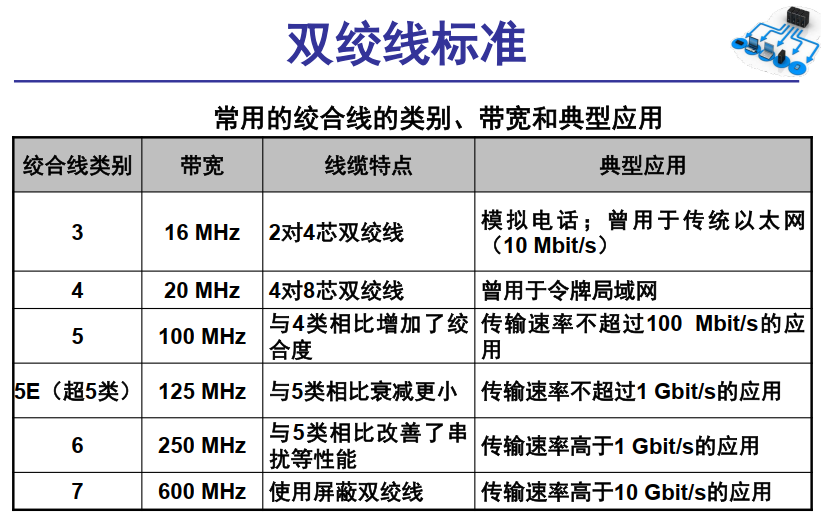 双绞线标准
常用的绞合线的类别、带宽和典型应用
绞合线类别 带宽 线缆特点 典型应用
3 16 MHz 2对4芯双绞线 模拟电话；曾用于传统以太网
（10 Mbit/s）
4 20 MHz 4对8芯双绞线 曾用于令牌局域网
5 100 MHz 与4类相比增加了绞 传输速率不超过100 Mbit/s的应
合度 用
5E（超5类） 125 MHz 与5类相比衰减更小 传输速率不超过1 Gbit/s的应用
6 250 MHz 与5类相比改善了串 传输速率高于1 Gbit/s的应用
扰等性能
7 600 MHz 使用屏蔽双绞线 传输速率高于10 Gbit/s的应用